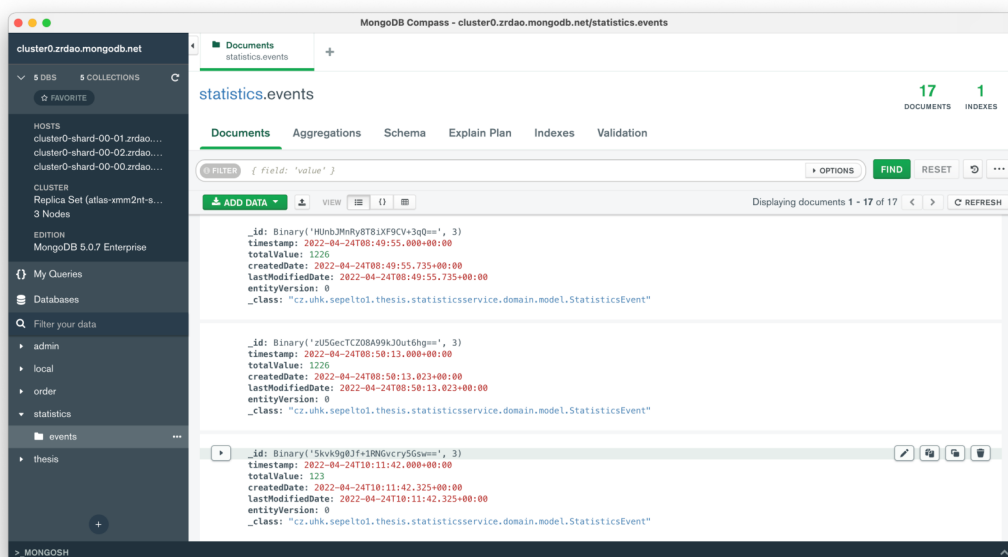 MongoDB Compass - cluster0.zrdao.mongodb.net/statistics.events
cluster0.zrdao.mongodb.net
Documents
statistics.events
5 DBS 5 COLLECTIONS
FAVORITE
HOSTS
cluster0-shard-00-01.zrdao....
cluster0-shard-00-02.zrdao....
cluster0-shard-00-00.zrdao....
CLUSTER
Replica Set (atlas-xmm2nt-s...
3 Nodes
EDITION
MongoDB 5.0.7 Enterprise
{} My Queries
Databases
Filter your data
admin
local
order
statistics
events
thesis
+
>_MONGOSH
+
statistics.events
17
DOCUMENTS
1
INDEXES
Documents Aggregations Schema Explain Plan Indexes Validation
FILTER { field: 'value' } OPTIONS FIND RESET ...
ADD DATA VIEW {} Displaying documents 1 - 17 of 17 < > REFRESH
_id: Binary('HUnbJMnRy8T8iXF9CV+3qQ==', 3)
timestamp: 2022-04-24T08:49:55.000+00:00
totalValue: 1226
createdDate: 2022-04-24T08:49:55.735+00:00
lastModifiedDate: 2022-04-24T08:49:55.735+00:00
entityVersion: 0
_class: "cz.uhk.sepelto1.thesis.statisticsservice.domain.model.StatisticsEvent"
_id: Binary('zU5GecTCZO8A99kJOut6hg==', 3)
timestamp: 2022-04-24T08:50:13.000+00:00
totalValue: 1226
createdDate: 2022-04-24T08:50:13.023+00:00
lastModifiedDate: 2022-04-24T08:50:13.023+00:00
entityVersion: 0
_class: "cz.uhk.sepelto1.thesis.statisticsservice.domain.model.StatisticsEvent"
_id: Binary('5kvk9g0Jf+1RNGvcry5Gsw==', 3)
timestamp: 2022-04-24T10:11:42.000+00:00
totalValue: 123
createdDate: 2022-04-24T10:11:42.325+00:00
lastModifiedDate: 2022-04-24T10:11:42.325+00:00
entityVersion: 0
_class: "cz.uhk.sepelto1.thesis.statisticsservice.domain.model.StatisticsEvent"